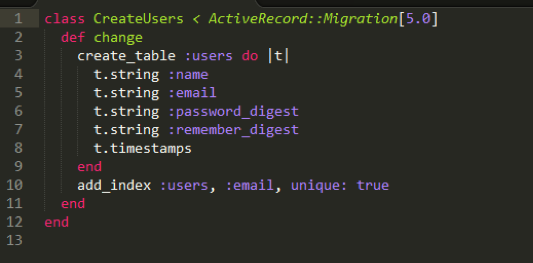 1 class CreateUsers < ActiveRecord::Migration[5.0]
2 def change
3 create_table :users do |t|
4 t.string :name
5 t.string :email
6 t.string :password_digest
7 t.string :remember_digest
8 t.timestamps
9 end
10 add_index :users, :email, unique: true
11 end
12 end
13